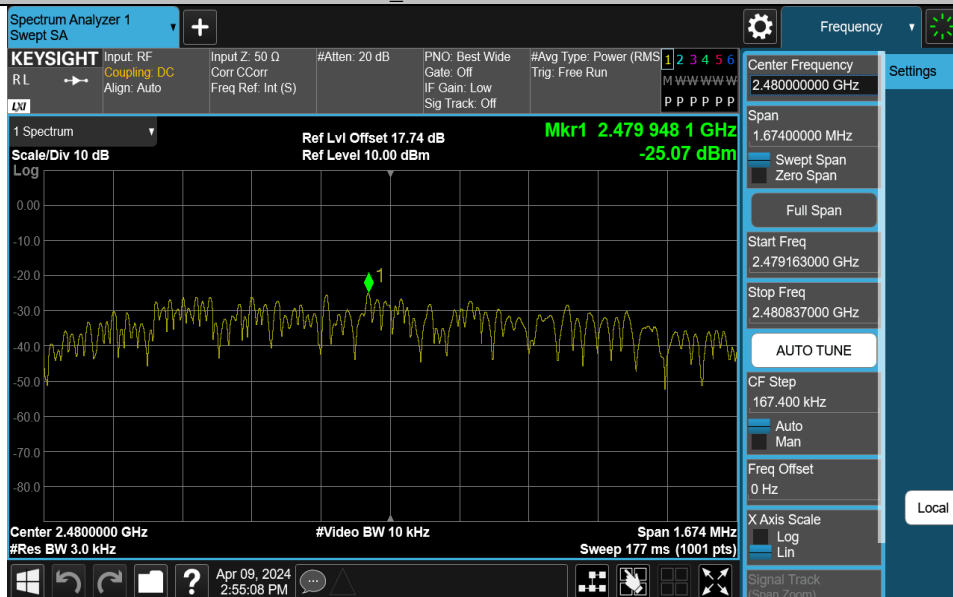 Spectrum Analyzer 1
Swept SA
+
Frequency
KEYSIGHT
RL
LXI
Input: RF
Coupling: DC
Align: Auto
Input Z: 50 Ω
Corr CCorr
Freq Ref: Int (S)
#Atten: 20 dB
PNO: Best Wide
Gate: Off
IF Gain: Low
Sig Track: Off
#Avg Type: Power (RMS
Trig: Free Run
1 2 3 4 5 6
M W W W W W
P P P P P P
1 Spectrum
Scale/Div 10 dB
Log
Ref Lvl Offset 17.74 dB
Ref Level 10.00 dBm
Mkr1 2.479 948 1 GHz
-25.07 dBm
0.00
-10.0
-20.0
-30.0
-40.0
-50.0
-60.0
-70.0
-80.0
1
Center 2.4800000 GHz
#Res BW 3.0 kHz
#Video BW 10 kHz
Span 1.674 MHz
Sweep 177 ms (1001 pts)
?
Apr 09, 2024
2:55:08 PM
Center Frequency
2.480000000 GHz
Span
1.67400000 MHz
Swept Span
Zero Span
Full Span
Start Freq
2.479163000 GHz
Stop Freq
2.480837000 GHz
AUTO TUNE
CF Step
167.400 kHz
Auto
Man
Freq Offset
0 Hz
X Axis Scale
Log
Lin
Signal Track
(Span Zoom)
Settings
Local